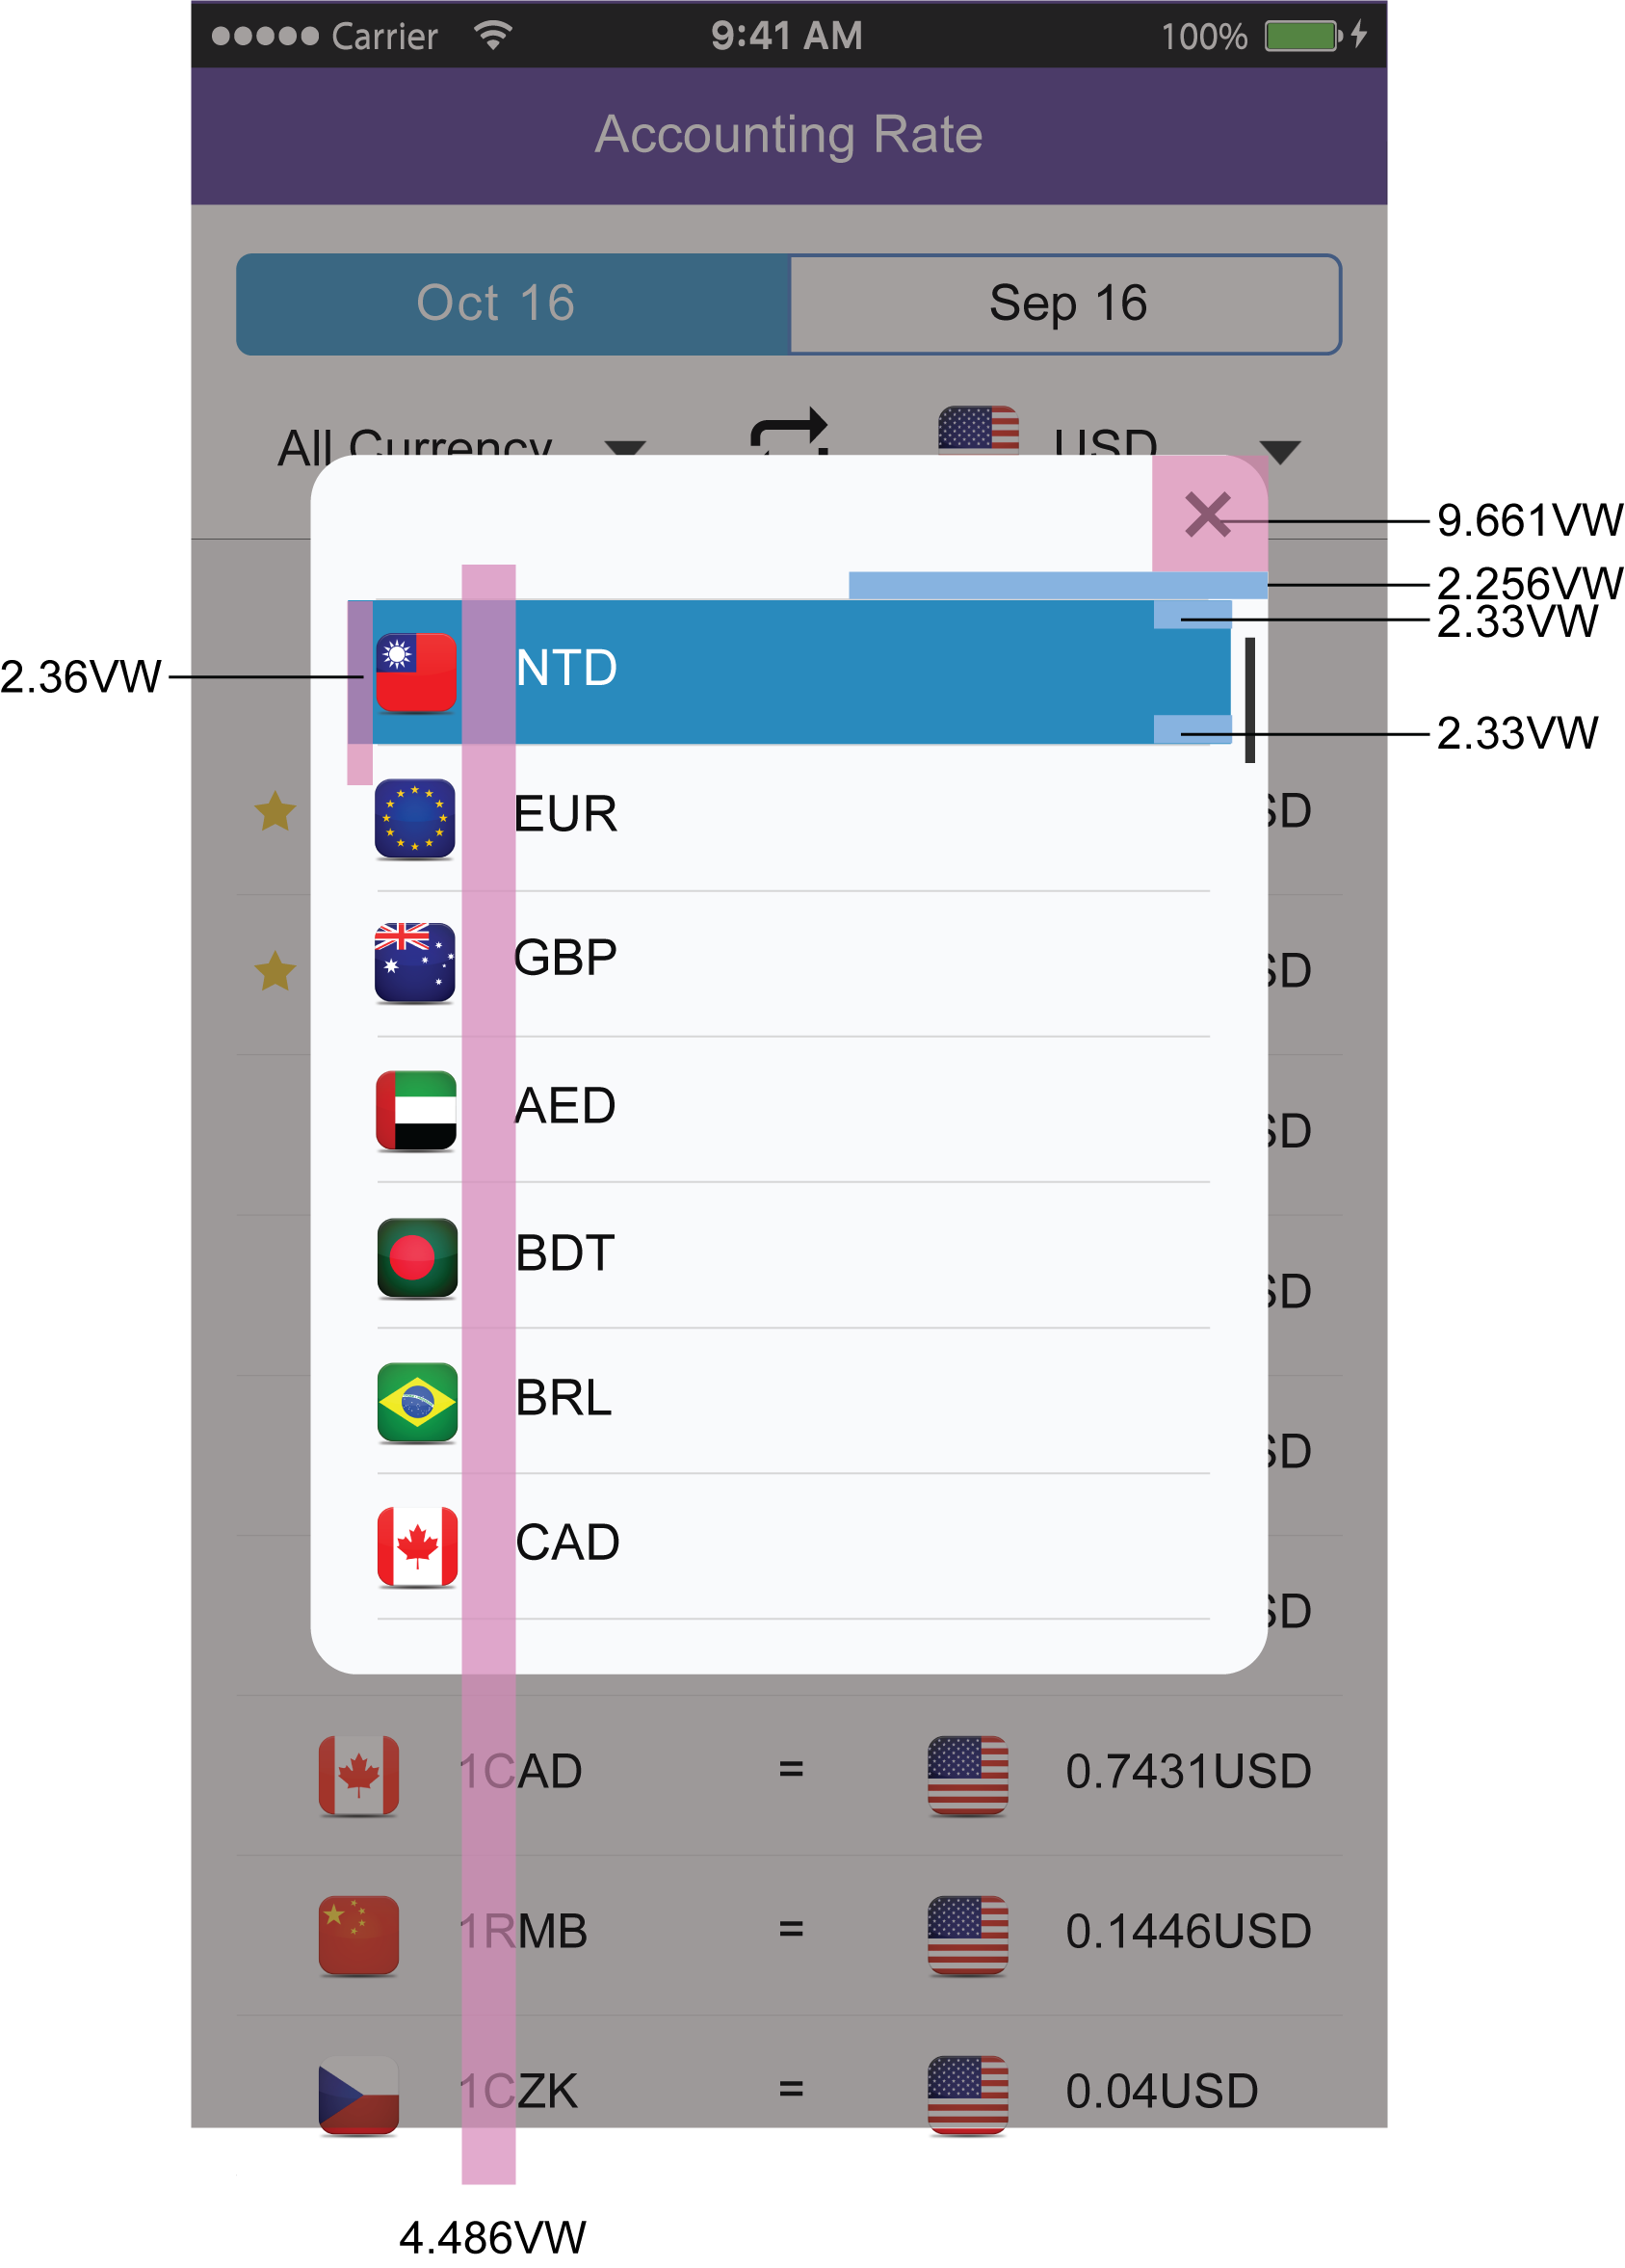 Carrier 9:41 AM 100%
Accounting Rate
Oct 16 Sep 16
All Currency USD
9.661VW
2.256VW
2.33VW
2.36VW NTD
2.33VW
EUR SD
GBP SD
AED SD
BDT SD
BRL SD
CAD SD
1CAD = 0.7431USD
1RMB = 0.1446USD
1CZK = 0.04USD
4.486VW